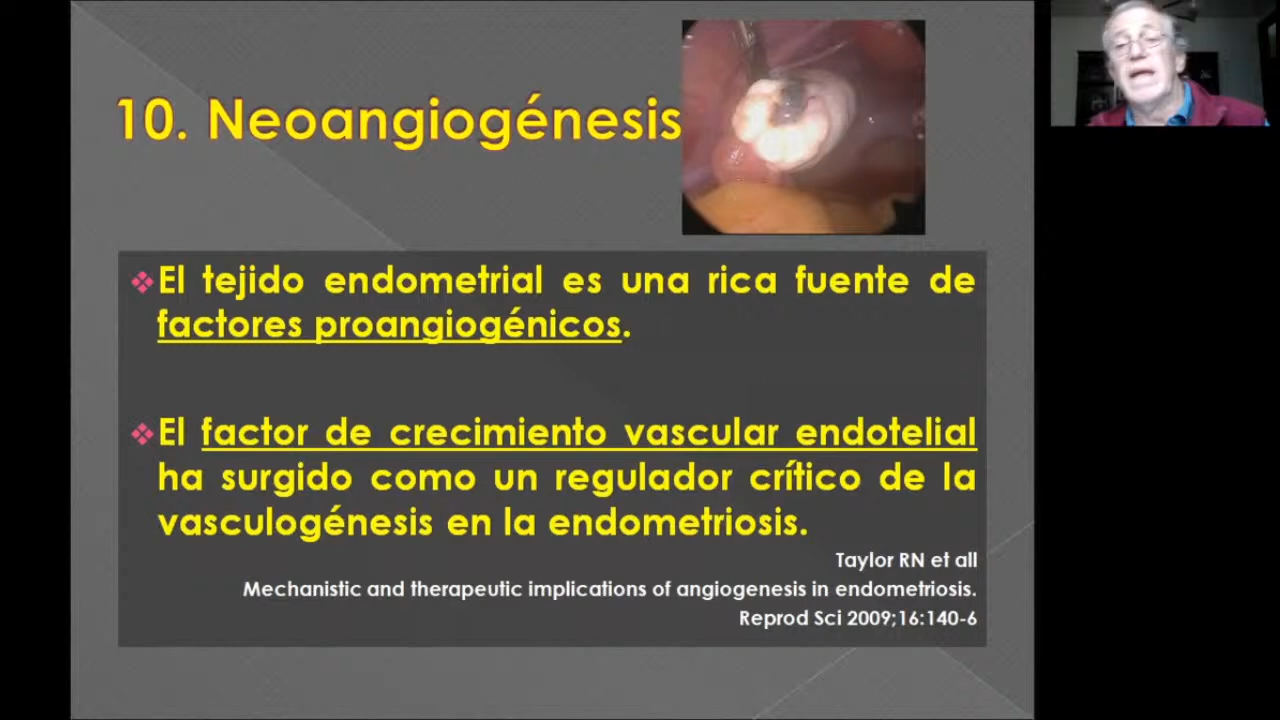 10. Neoangiogénesis
El tejido endometrial es una rica fuente de
factores proangiogénicos.
El factor de crecimiento vascular endotelial
ha surgido como un regulador crítico de la
vasculogénesis en la endometriosis.
Taylor RN et all
Mechanistic and therapeutic implications of angiogenesis in endometriosis.
Reprod Sci 2009;16:140-6